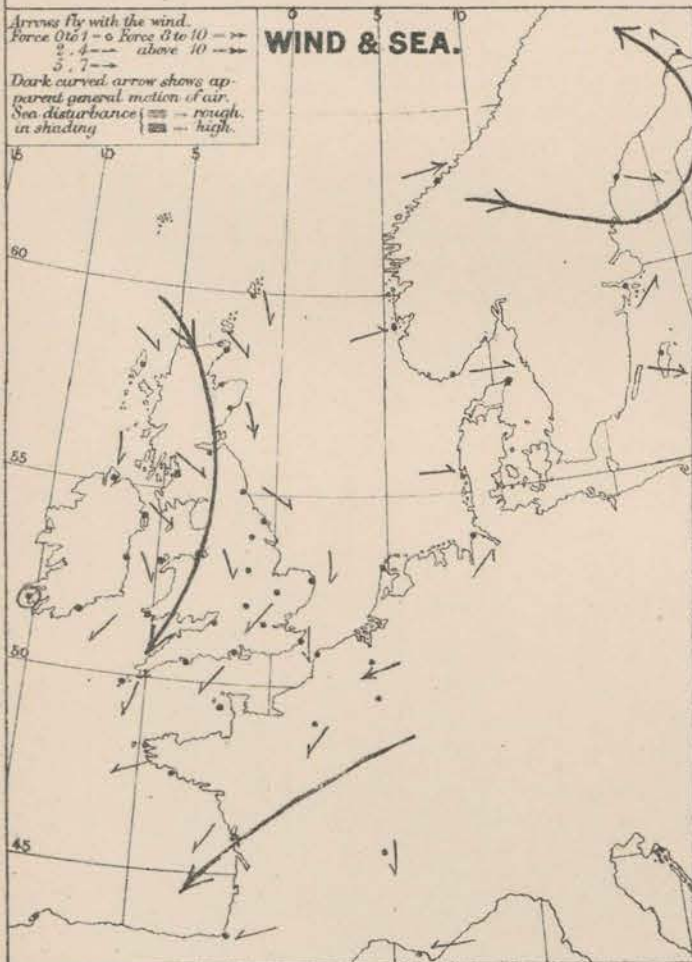 0 10
Arrows fly with the wind.
Force 0 to 1 - Force 8 to 10 -
2 . 4 - above 10 -
5 . 7 -
WIND & SEA.
Dark curved arrow shows ap-
parent general motion of air.
Sea disturbance - rough.
in shading - high.
15 10 5 0
60
55
50
45